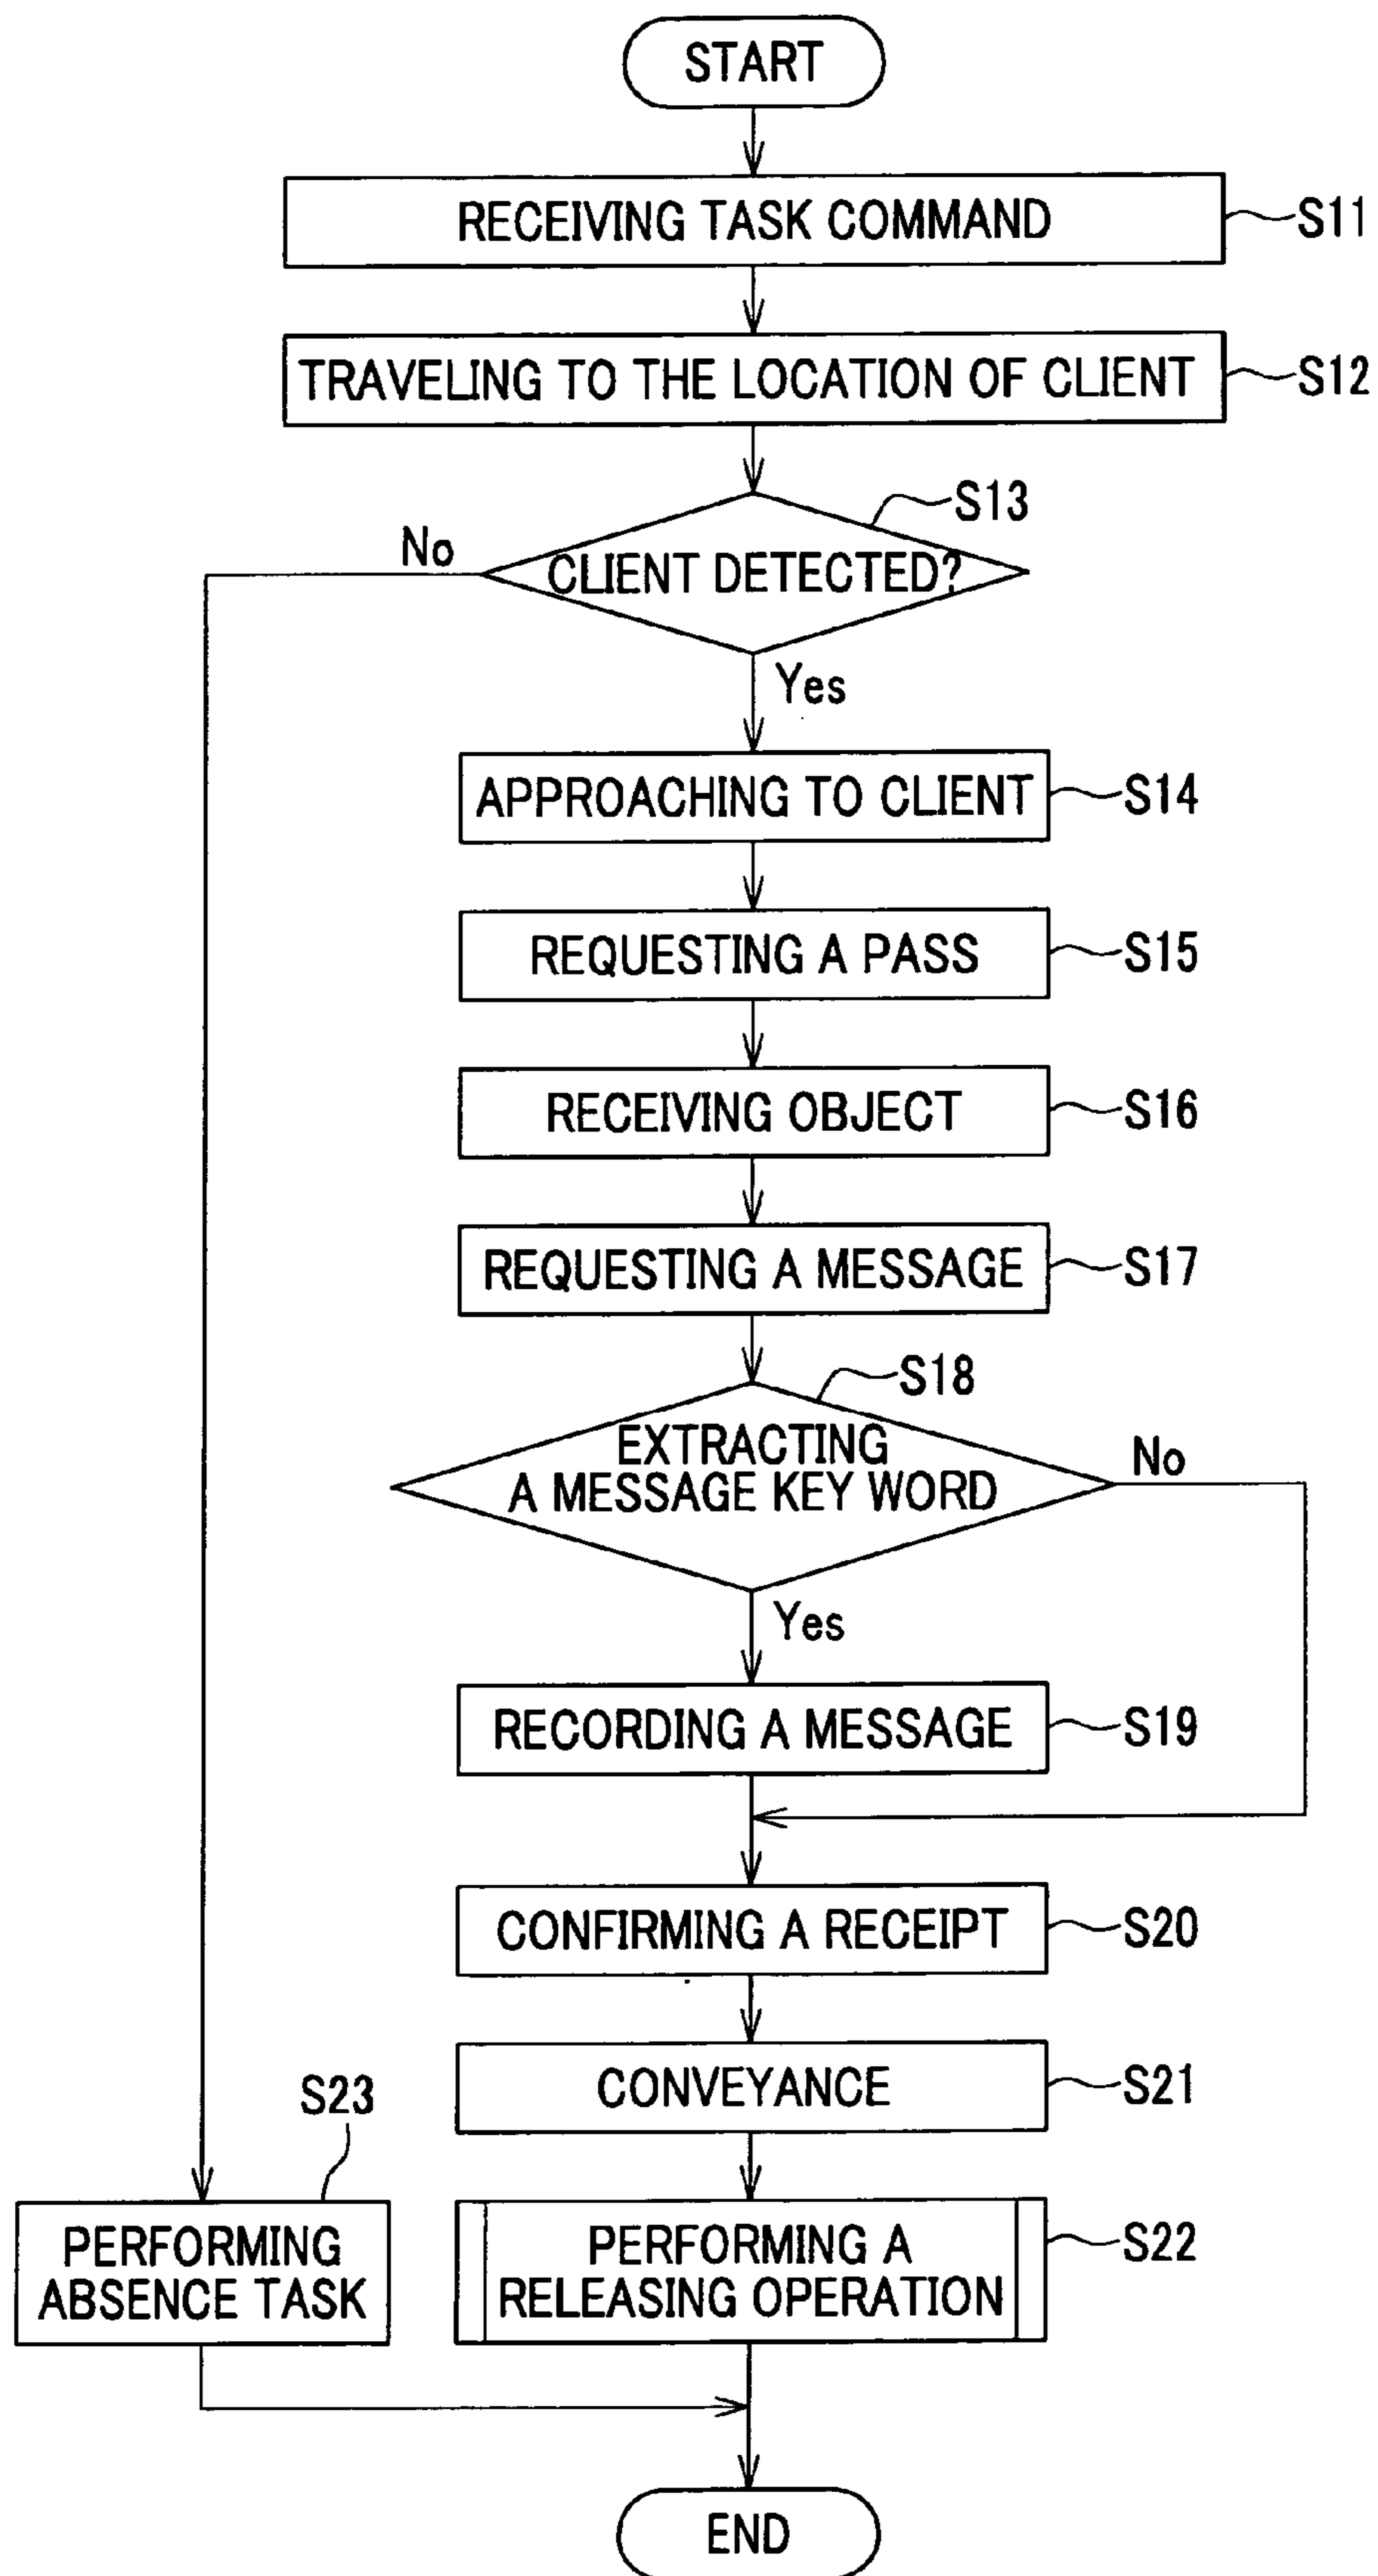 START
RECEIVING TASK COMMAND
S11
TRAVELING TO THE LOCATION OF CLIENT
S12
S13
No
CLIENT DETECTED?
Yes
APPROACHING TO CLIENT
S14
REQUESTING A PASS
S15
RECEIVING OBJECT
S16
REQUESTING A MESSAGE
S17
S18
EXTRACTING
A MESSAGE KEY WORD
No
Yes
RECORDING A MESSAGE
S19
CONFIRMING A RECEIPT
S20
CONVEYANCE
S21
S23
PERFORMING
ABSENCE TASK
PERFORMING A
RELEASING OPERATION
S22
END